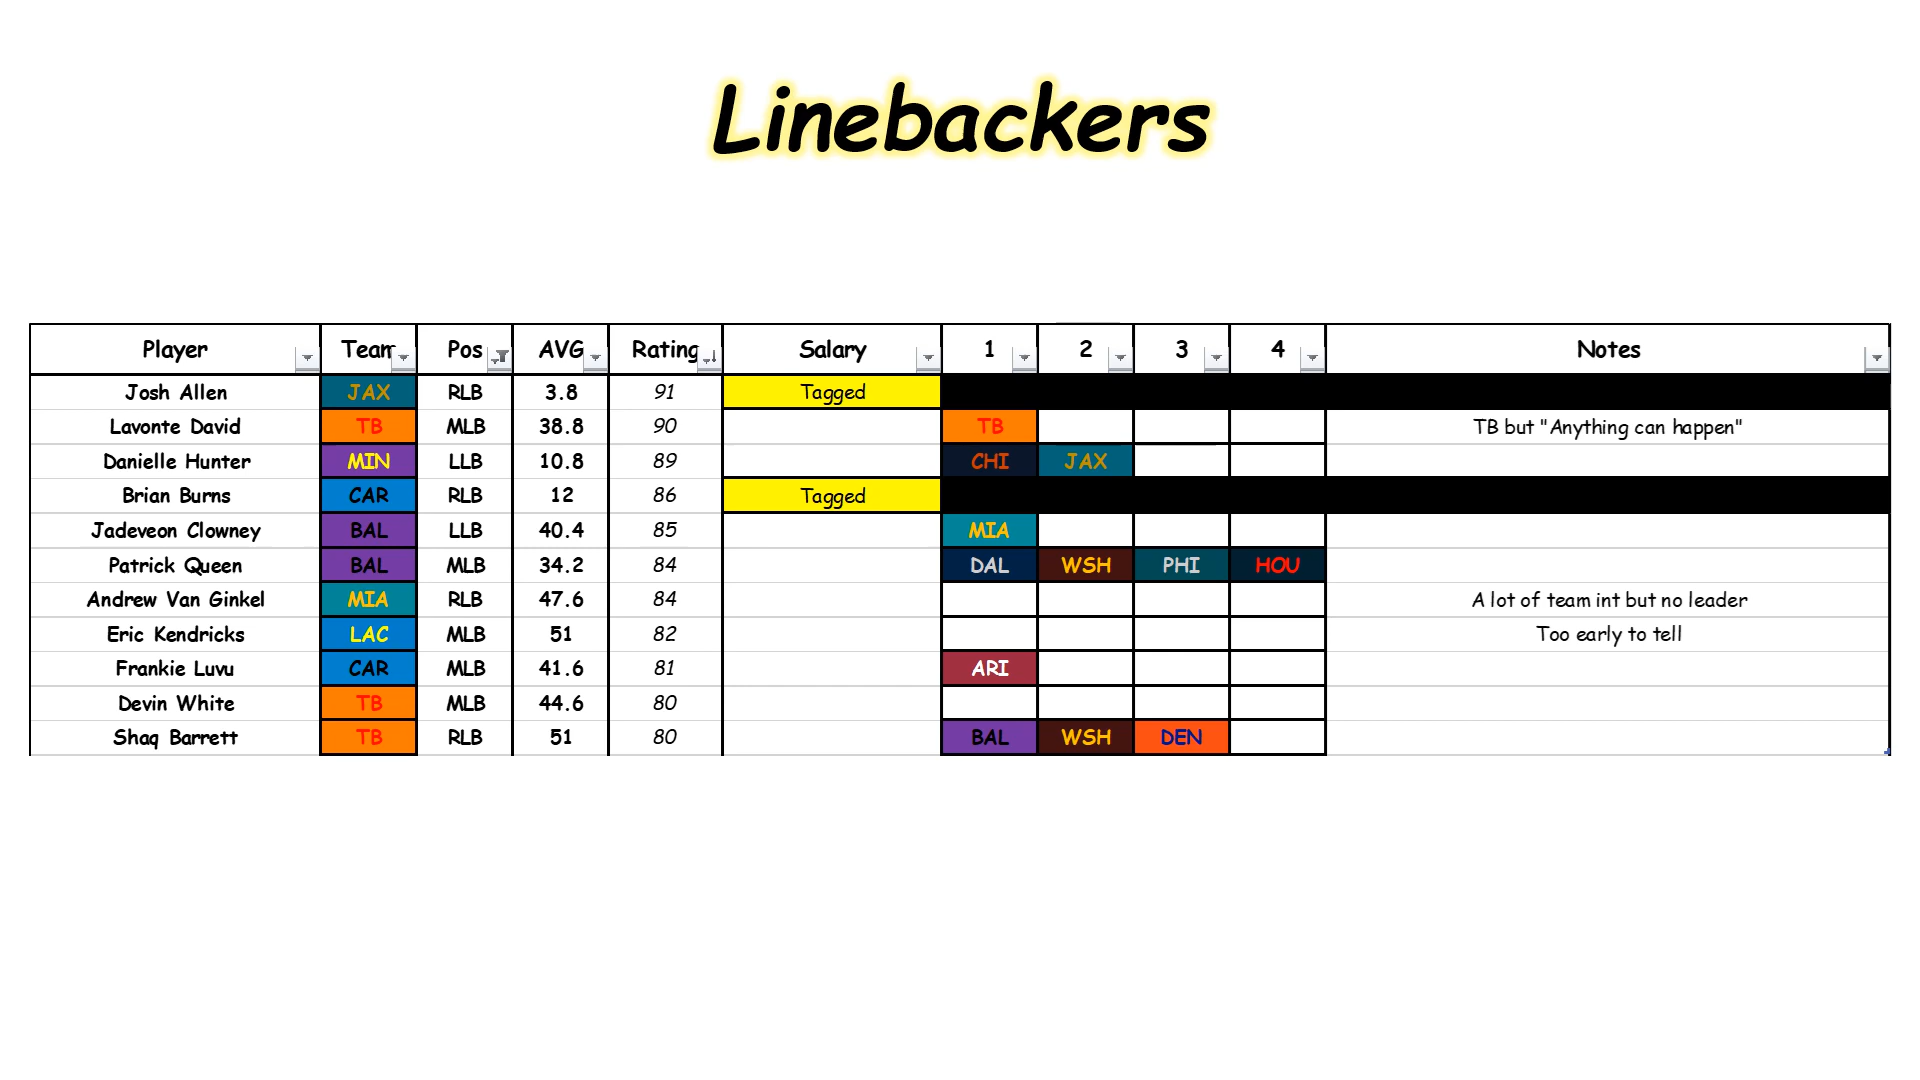 Linebackers
Player Team Pos AVG Rating Salary 1 2 3 4 Notes
Josh Allen JAX RLB 3.8 91 Tagged
Lavonte David TB MLB 38.8 90 TB TB but "Anything can happen"
Danielle Hunter MIN LLB 10.8 89 CHI JAX
Brian Burns CAR RLB 12 86 Tagged
Jadeveon Clowney BAL LLB 40.4 85 MIA
Patrick Queen BAL MLB 34.2 84 DAL WSH PHI HOU
Andrew Van Ginkel MIA RLB 47.6 84 A lot of team int but no leader
Eric Kendricks LAC MLB 51 82 Too early to tell
Frankie Luvu CAR MLB 41.6 81 ARI
Devin White TB MLB 44.6 80
Shaq Barrett TB RLB 51 80 BAL WSH DEN